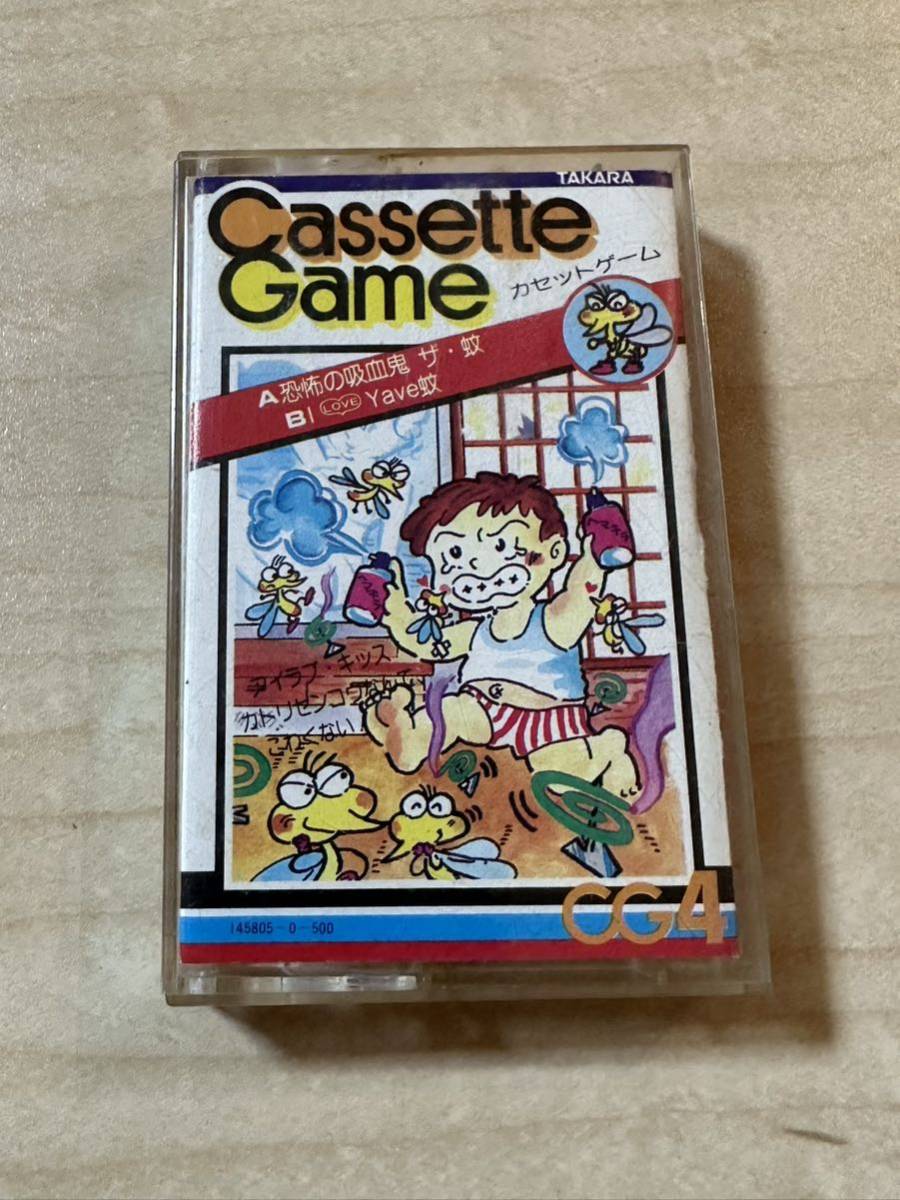 TAKARA
Cassette
Game
カセットゲーム
A 恐怖の吸血鬼 ザ・蚊
B I LOVE Yave蚊
アイラブ・キッス!
カトリセンコウなんて、
こわくない!
145805-0-500
CG4